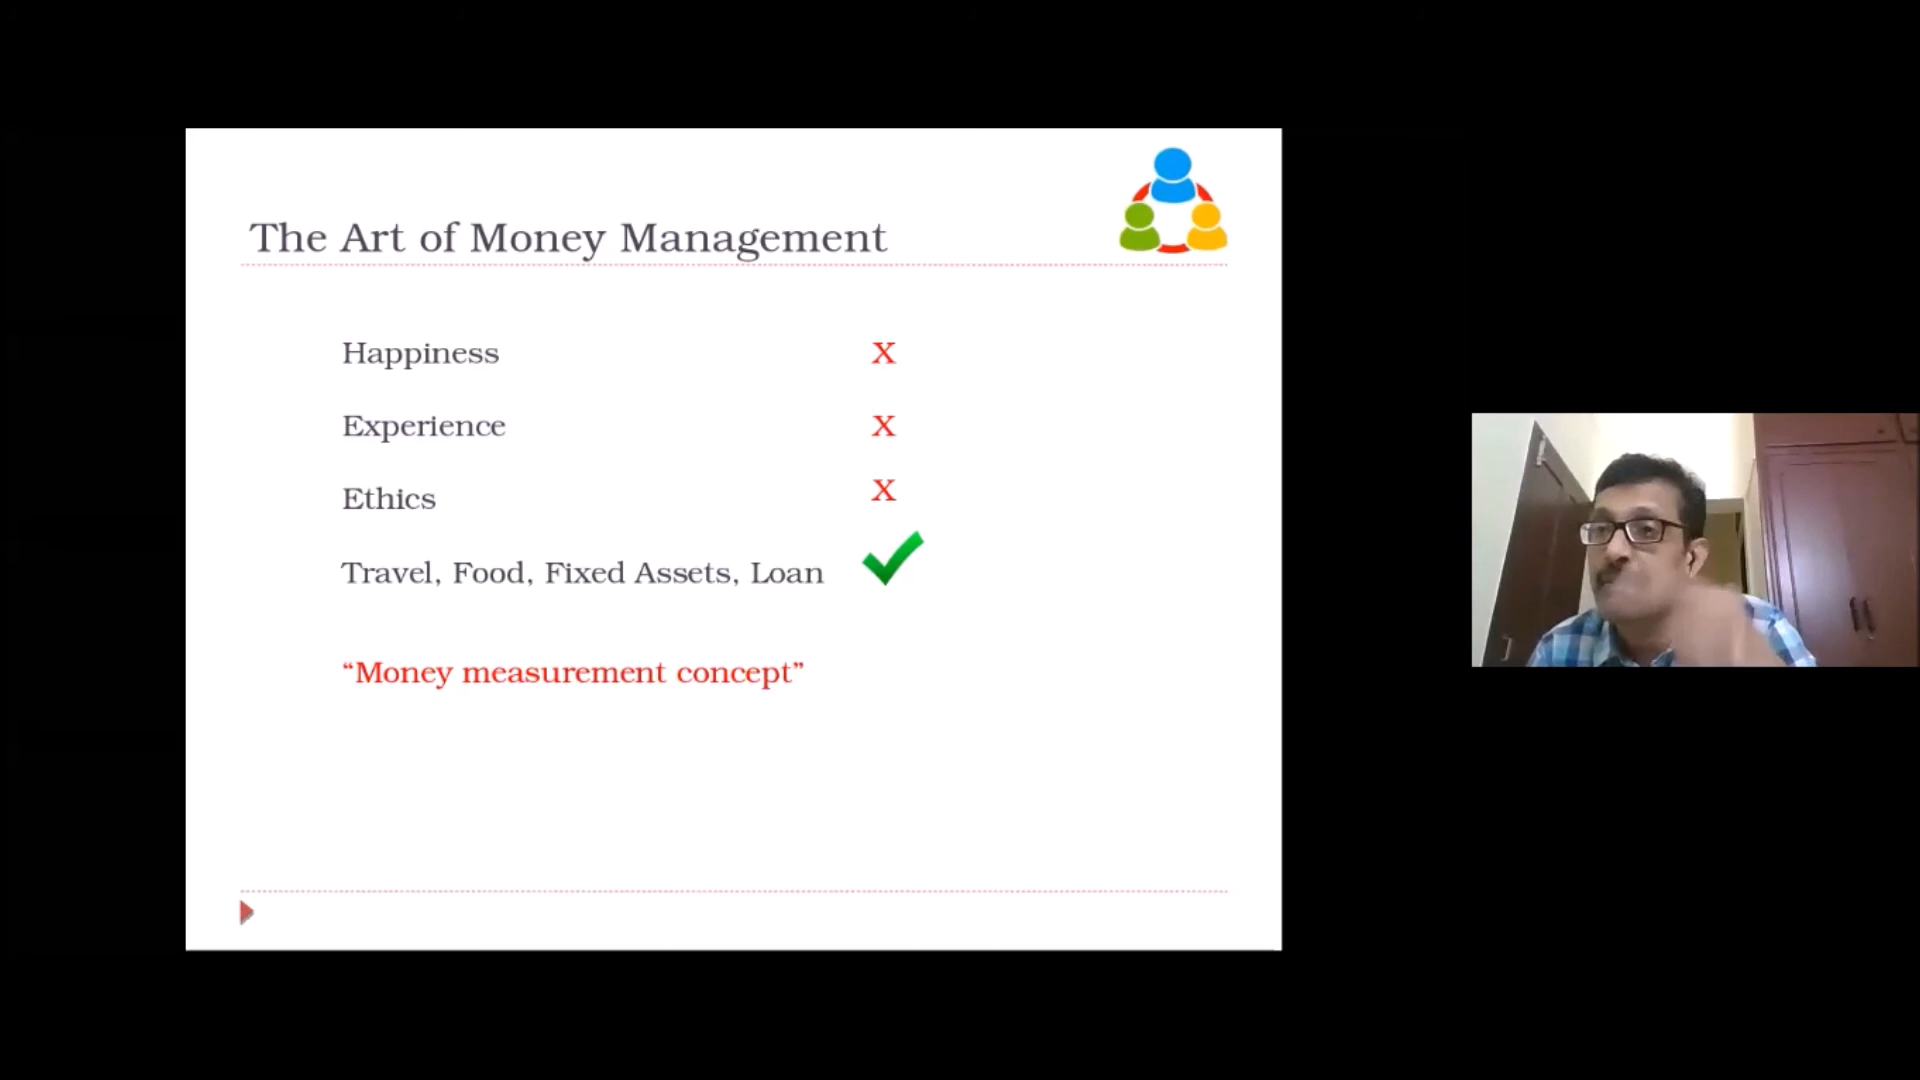 The Art of Money Management
Happiness X
Experience X
Ethics X
Travel, Food, Fixed Assets, Loan
“Money measurement concept”